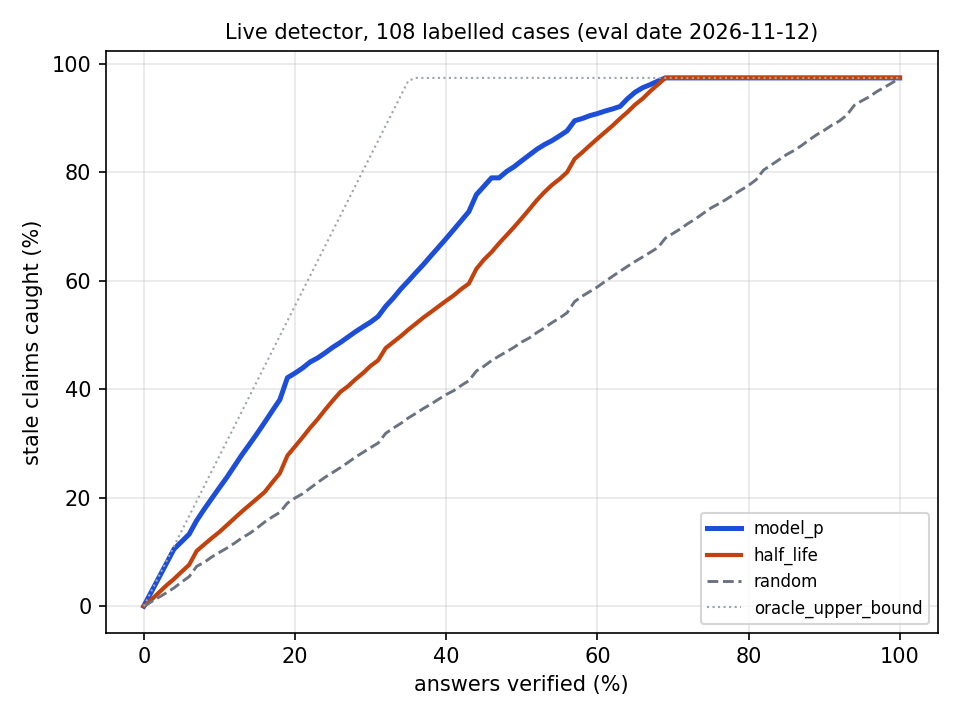 Live detector, 108 labelled cases (eval date 2026-11-12)
stale claims caught (%)
100
80
60
40
20
0
0 20 40 60 80 100
answers verified (%)
model_p
half_life
random
oracle_upper_bound